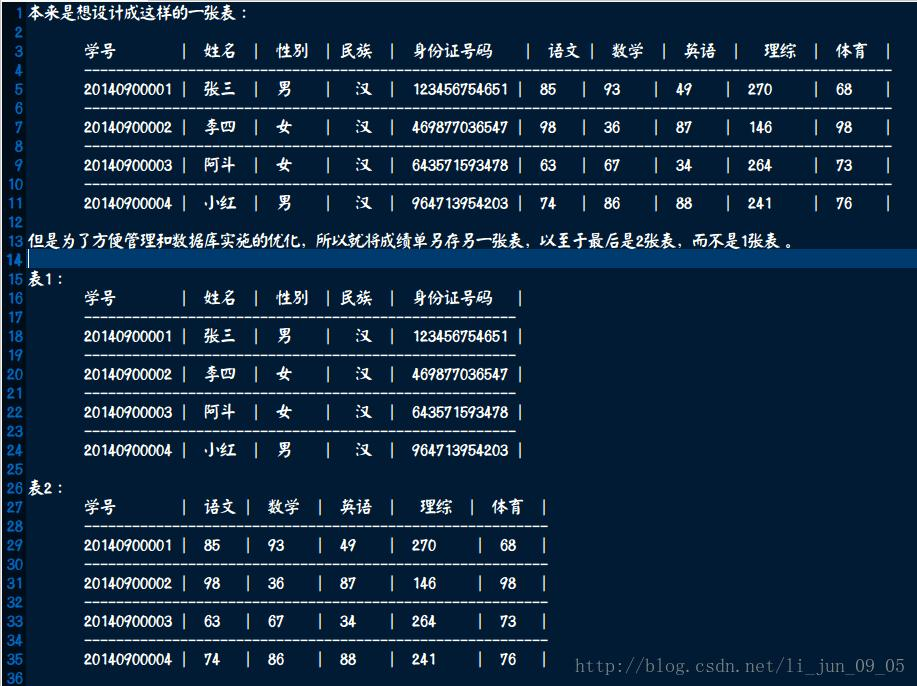 1 本来是想设计成这样的一张表：
2
3 学号 | 姓名 | 性别 | 民族 | 身份证号码 | 语文 | 数学 | 英语 | 理综 | 体育 |
4 -----------------------------------------------------------------------------------------------------
5 20140900001 | 张三 | 男 | 汉 | 123456754651 | 85 | 93 | 49 | 270 | 68 |
6 -----------------------------------------------------------------------------------------------------
7 20140900002 | 李四 | 女 | 汉 | 469877036547 | 98 | 36 | 87 | 146 | 98 |
8 -----------------------------------------------------------------------------------------------------
9 20140900003 | 阿斗 | 女 | 汉 | 643571593478 | 63 | 67 | 34 | 264 | 73 |
10 -----------------------------------------------------------------------------------------------------
11 20140900004 | 小红 | 男 | 汉 | 964713954203 | 74 | 86 | 88 | 241 | 76 |
12
13 但是为了方便管理和数据库实施的优化，所以就将成绩单另存另一张表，以至于最后是2张表，而不是1张表。
14
15 表1：
16 学号 | 姓名 | 性别 | 民族 | 身份证号码 |
17 ------------------------------------------------------
18 20140900001 | 张三 | 男 | 汉 | 123456754651 |
19 ------------------------------------------------------
20 20140900002 | 李四 | 女 | 汉 | 469877036547 |
21 ------------------------------------------------------
22 20140900003 | 阿斗 | 女 | 汉 | 643571593478 |
23 ------------------------------------------------------
24 20140900004 | 小红 | 男 | 汉 | 964713954203 |
25
26 表2：
27 学号 | 语文 | 数学 | 英语 | 理综 | 体育 |
28 ----------------------------------------------------------
29 20140900001 | 85 | 93 | 49 | 270 | 68 |
30 ----------------------------------------------------------
31 20140900002 | 98 | 36 | 87 | 146 | 98 |
32 ----------------------------------------------------------
33 20140900003 | 63 | 67 | 34 | 264 | 73 |
34 ----------------------------------------------------------
35 20140900004 | 74 | 86 | 88 | 241 | 76 |
36
http://blog.csdn.net/li_jun_09_05